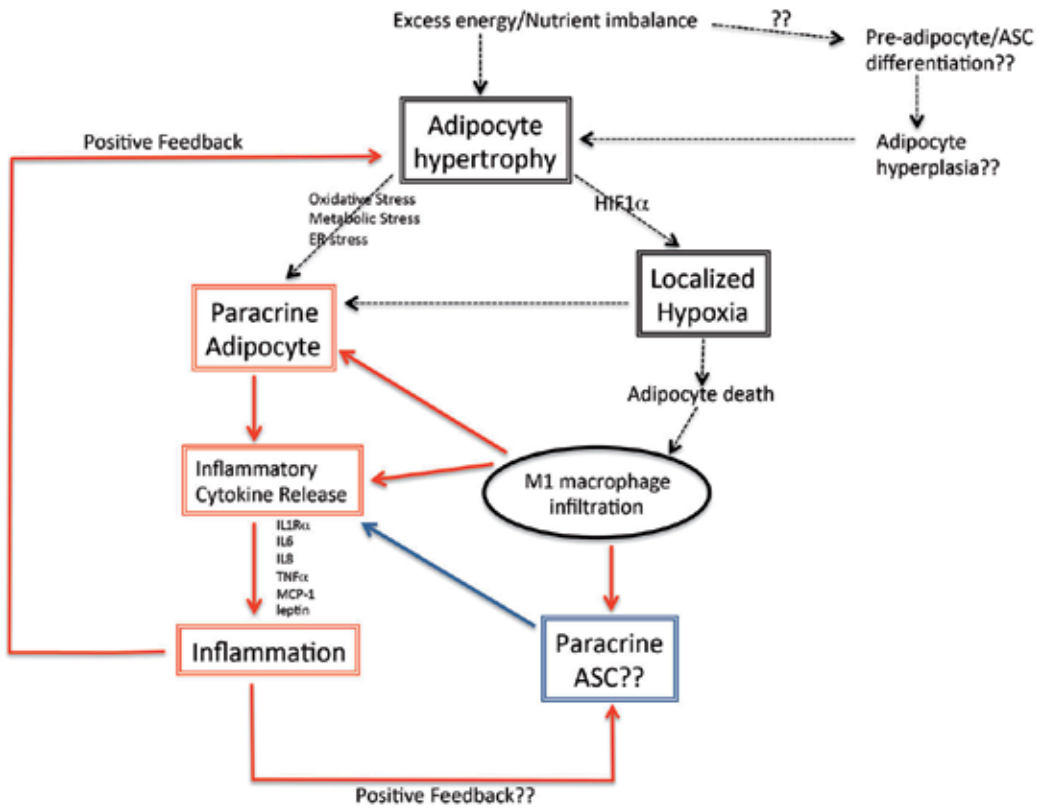 Excess energy/Nutrient imbalance
??
Pre-adipocyte/ASC
differentiation??
Adipocyte
hypertrophy
Positive Feedback
Adipocyte
hyperplasia??
Oxidative Stress
Metabolic Stress
ER stress
HIF1α
Localized
Hypoxia
Paracrine
Adipocyte
Adipocyte death
Inflammatory
Cytokine Release
M1 macrophage
infiltration
IL1Rα
IL6
IL8
TNFα
MCP-1
leptin
Inflammation
Paracrine
ASC??
Positive Feedback??